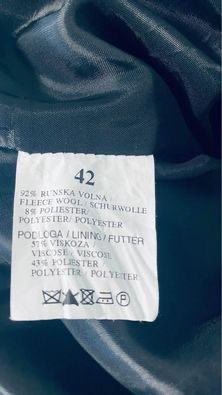 42
92% RUNSKA VOLNA
FLEECE WOOL / SCHURWOLLE
8% POLIESTER/
POLYESTER / POLYESTER
PODLOGA / LINING / FUTTER
57% VISKOZA /
VISCOSE / VISCOSE
43% POLIESTER /
POLYESTER / POLYESTER
P